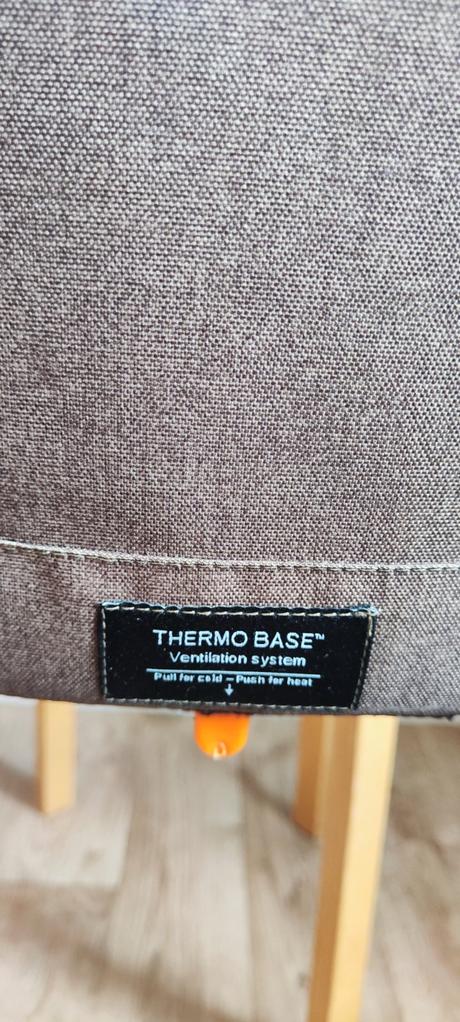 THERMO BASE™
Ventilation system
Pull for cold – Push for heat
↓